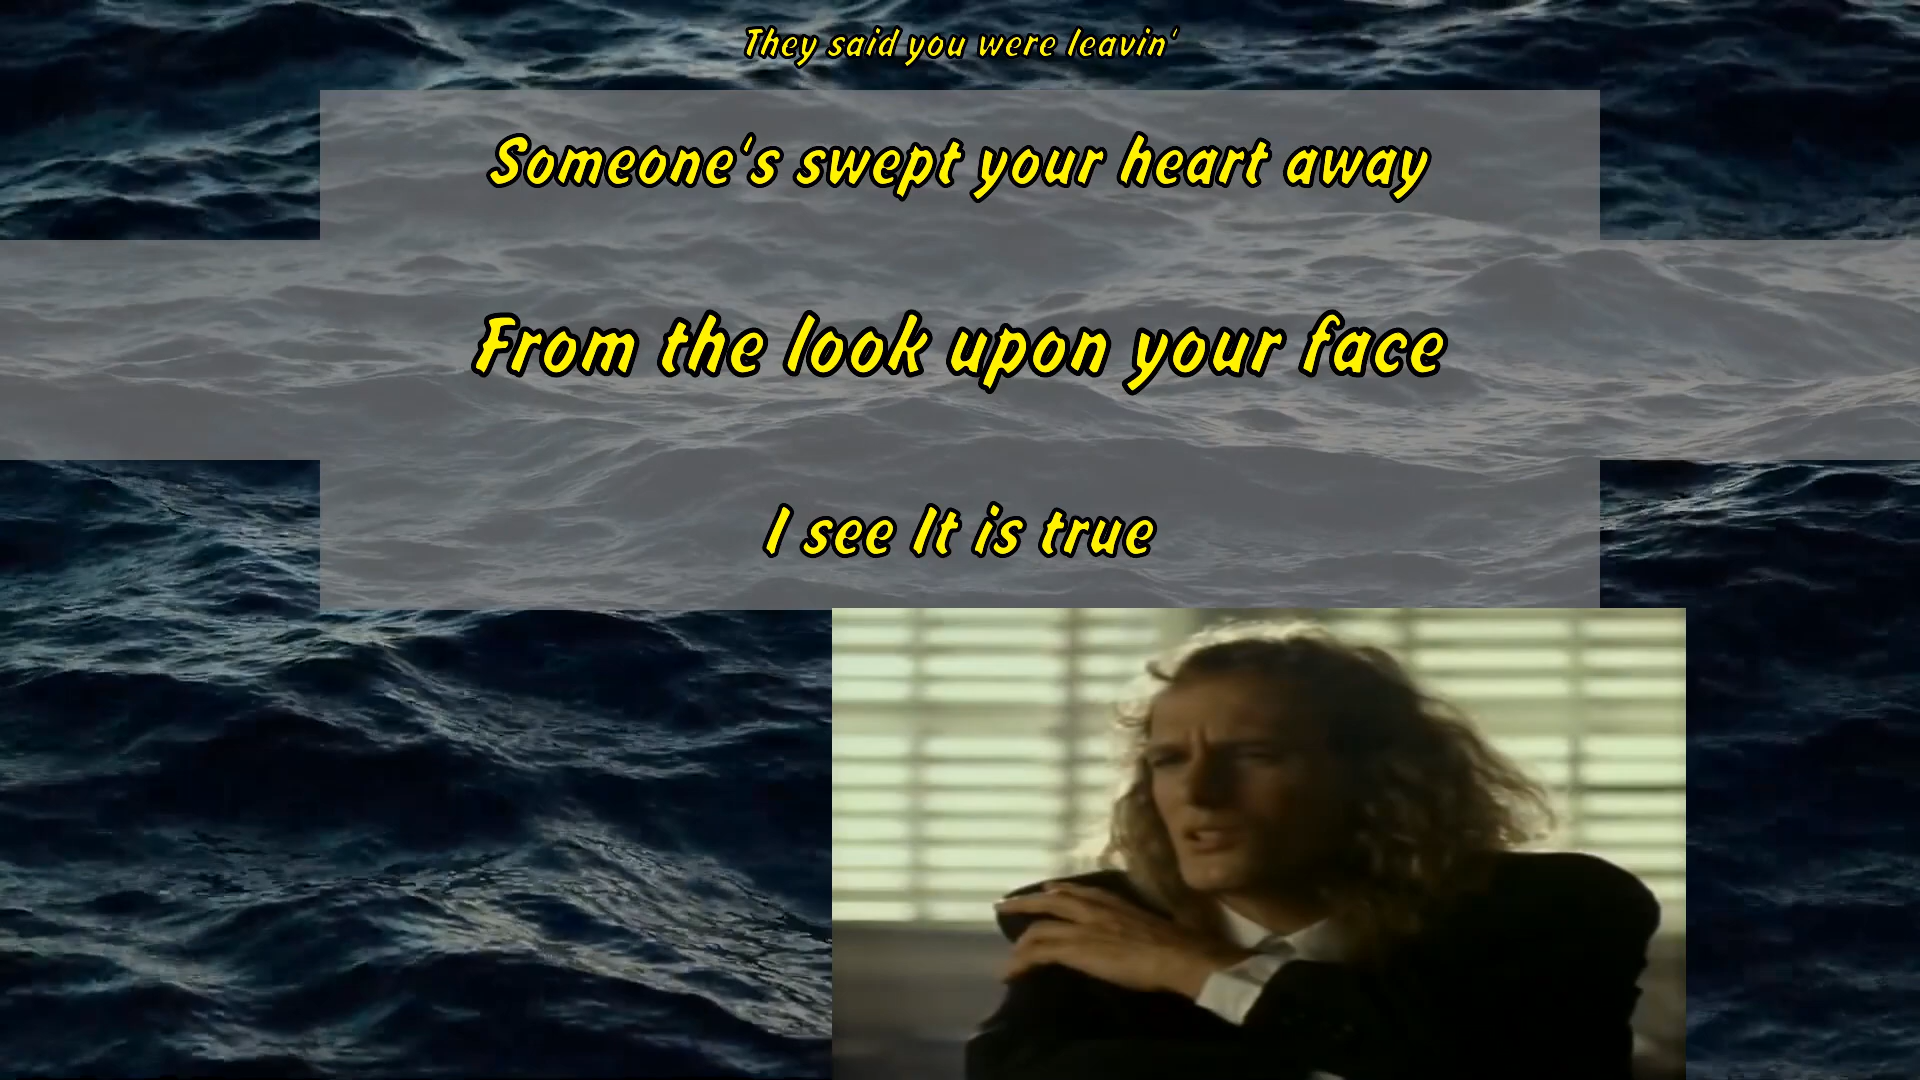 They said you were leavin'
Someone's swept your heart away
From the look upon your face
I see It is true